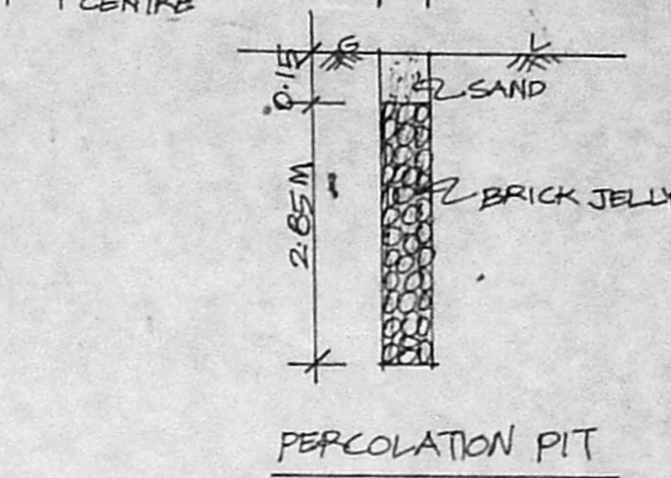 CENTRE
G L
0.15
SAND
2.85M
BRICK JELLY
PERCOLATION PIT